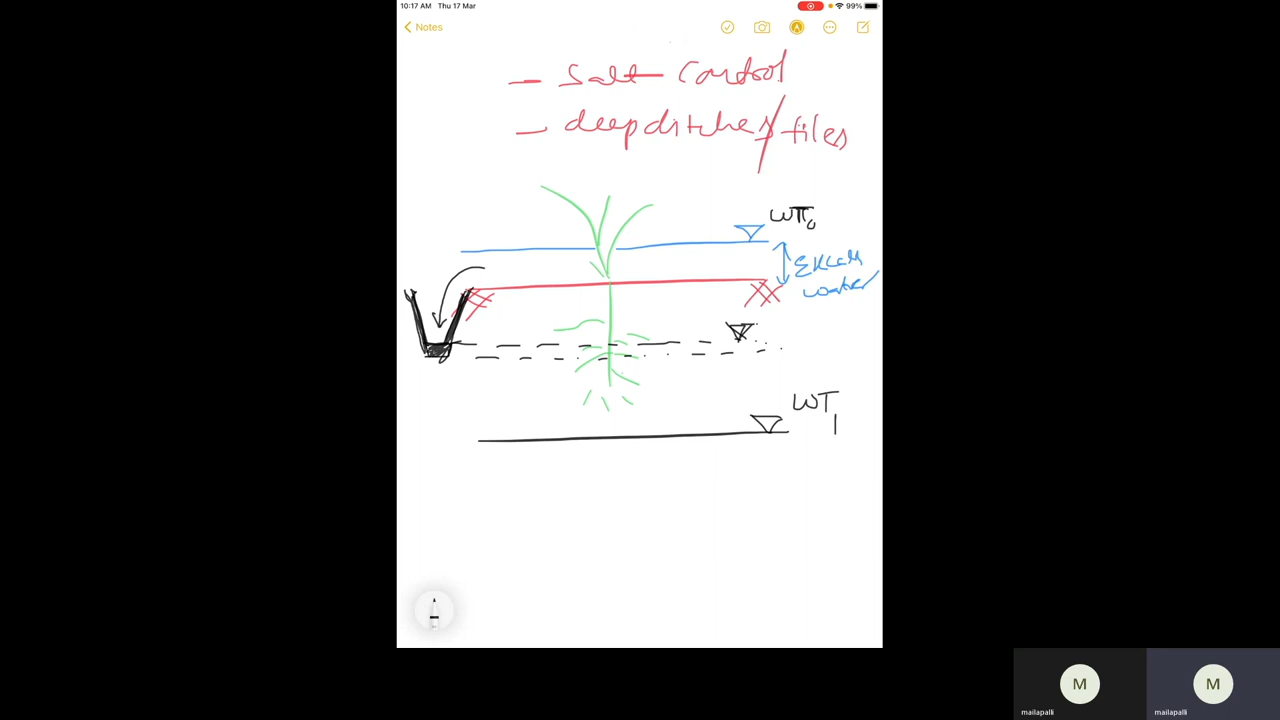 10:17 AM Thu 17 Mar
99%
Notes
- Salt Control
- deep ditches/tiles
WT0
Excess
water
WT1
M
M
mailapalli
mailapalli